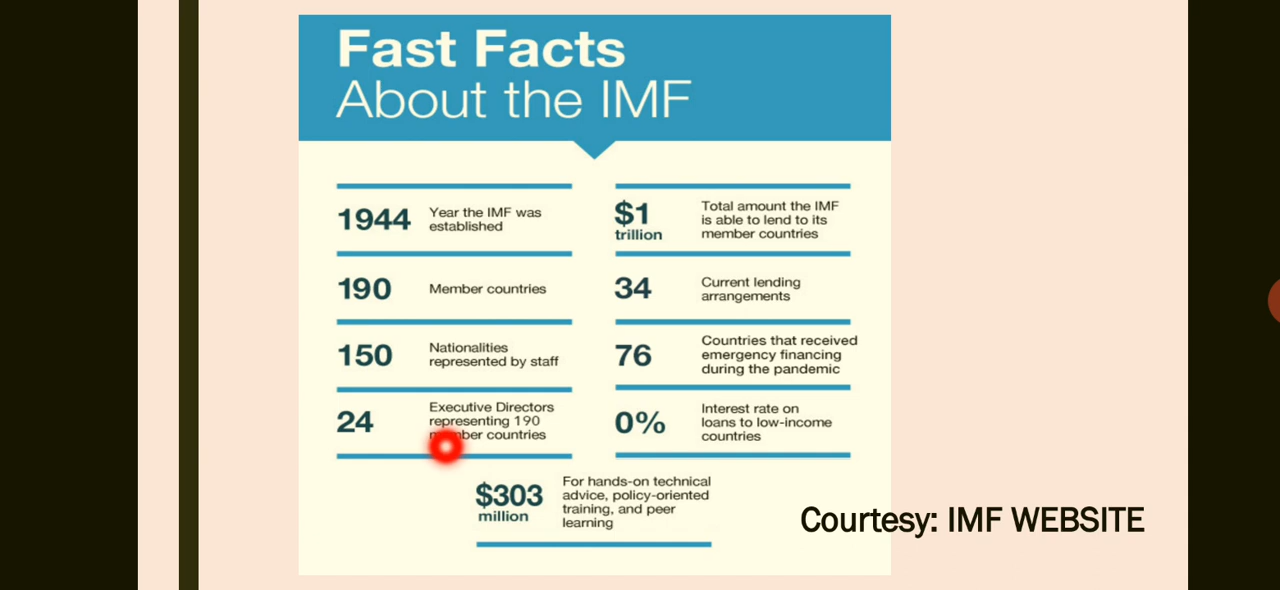 Fast Facts
About the IMF
1944
Year the IMF was
established
190
Member countries
150
Nationalities
represented by staff
24
Executive Directors
representing 190
member countries
$1
trillion
Total amount the IMF
is able to lend to its
member countries
34
Current lending
arrangements
76
Countries that received
emergency financing
during the pandemic
0%
Interest rate on
loans to low-income
countries
$303
million
For hands-on technical
advice, policy-oriented
training, and peer
learning
Courtesy: IMF WEBSITE